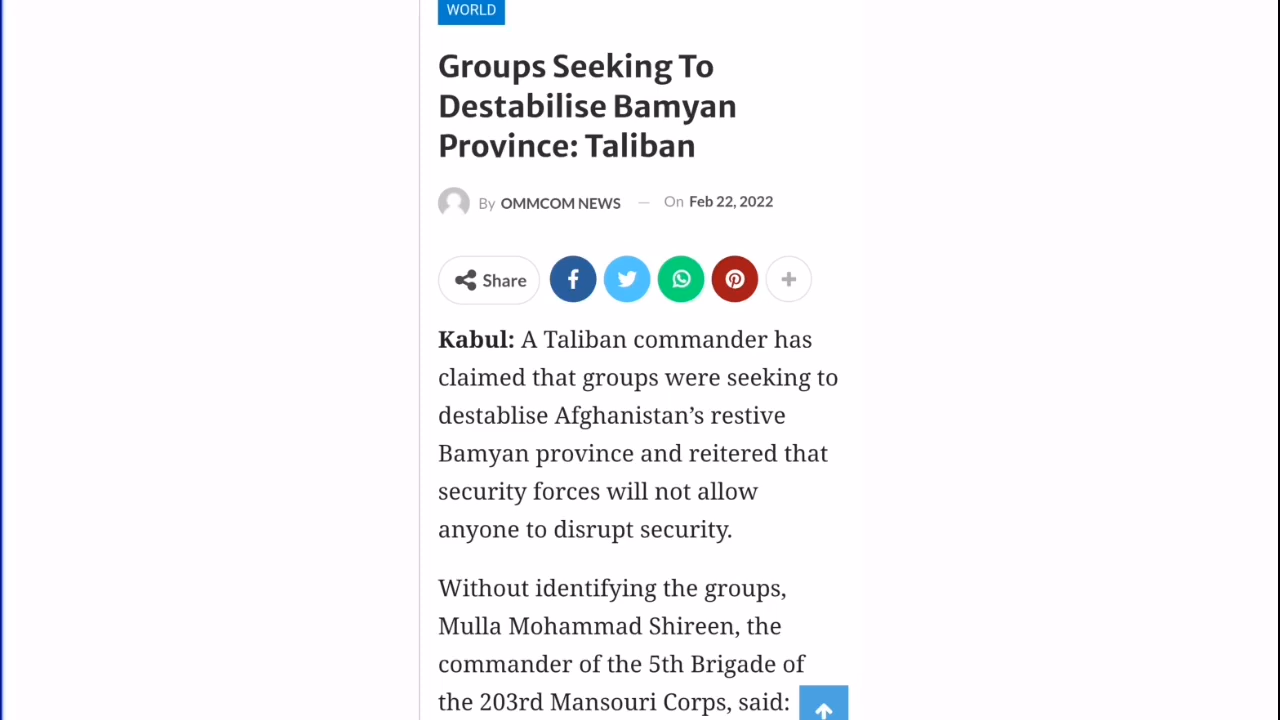 WORLD
Groups Seeking To
Destabilise Bamyan
Province: Taliban
By OMMCOM NEWS — On Feb 22, 2022
Share
Kabul: A Taliban commander has
claimed that groups were seeking to
destablise Afghanistan’s restive
Bamyan province and reitered that
security forces will not allow
anyone to disrupt security.
Without identifying the groups,
Mulla Mohammad Shireen, the
commander of the 5th Brigade of
the 203rd Mansouri Corps, said: